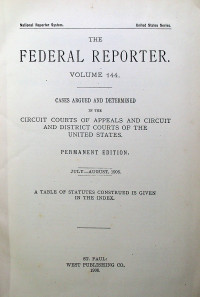 National Reporter System. United States Series.
THE
FEDERAL REPORTER.
VOLUME 144.
CASES ARGUED AND DETERMINED
IN THE
CIRCUIT COURTS OF APPEALS AND CIRCUIT
AND DISTRICT COURTS OF THE
UNITED STATES.
PERMANENT EDITION.
JULY—AUGUST, 1906.
A TABLE OF STATUTES CONSTRUED IS GIVEN
IN THE INDEX.
ST. PAUL:
WEST PUBLISHING CO.
1906.